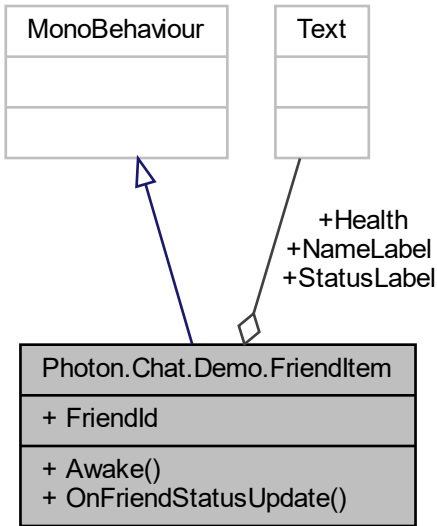 MonoBehaviour
Text
+Health
+NameLabel
+StatusLabel
Photon.Chat.Demo.FriendItem
+ FriendId
+ Awake()
+ OnFriendStatusUpdate()